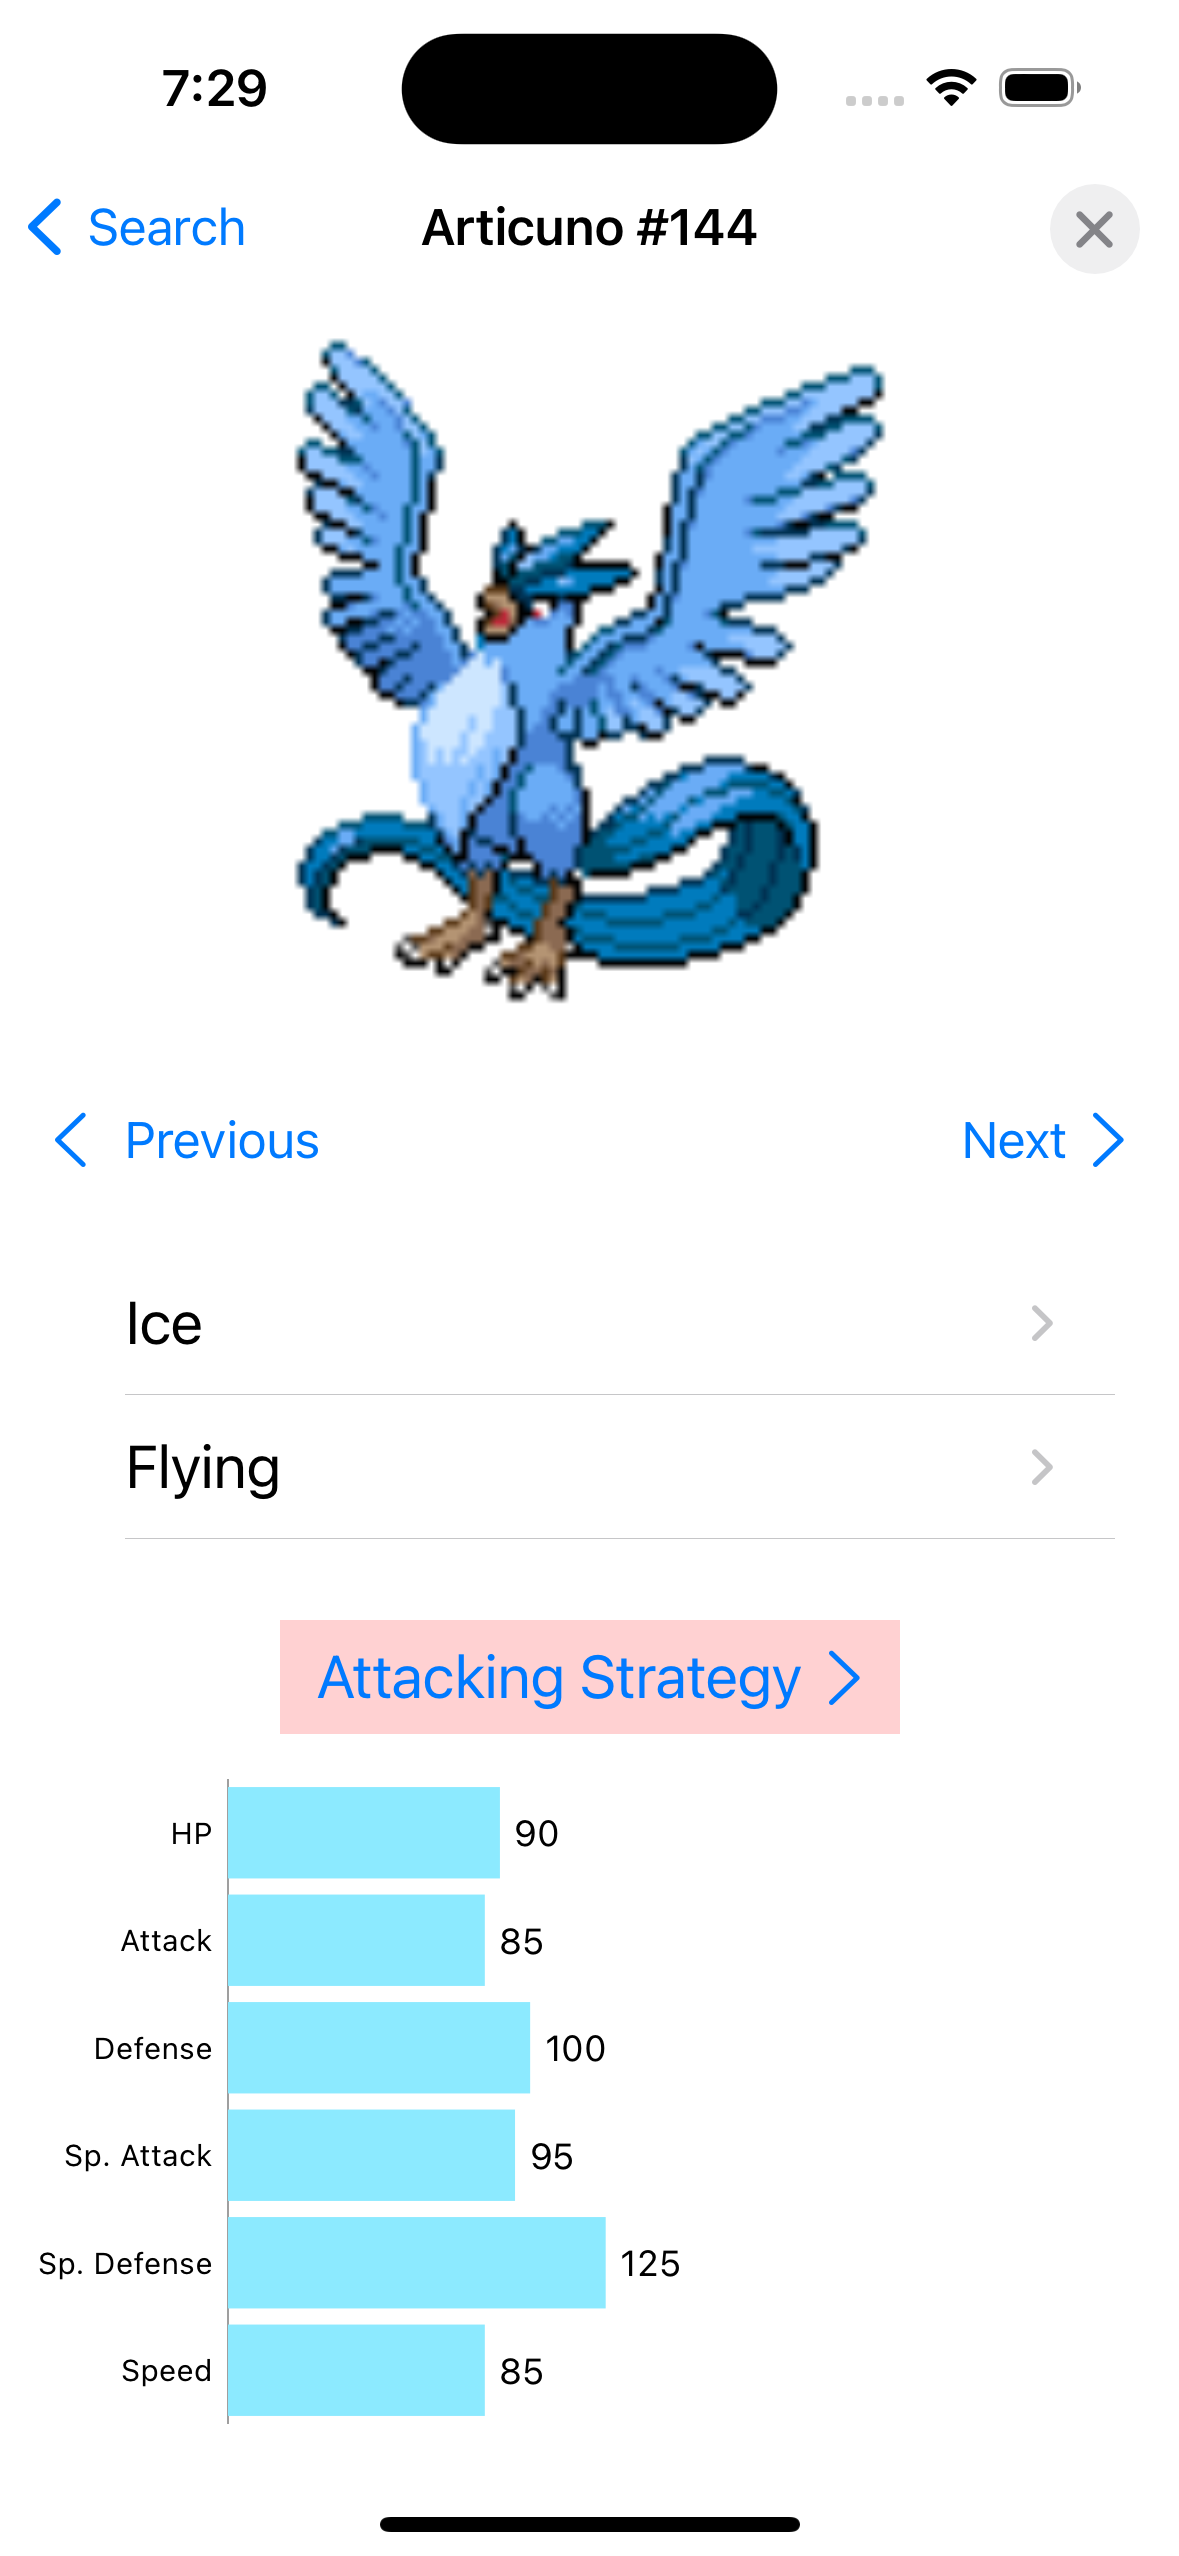 7:29
Search
Articuno #144
Previous
Next
Ice
Flying
Attacking Strategy
HP 90
Attack 85
Defense 100
Sp. Attack 95
Sp. Defense 125
Speed 85